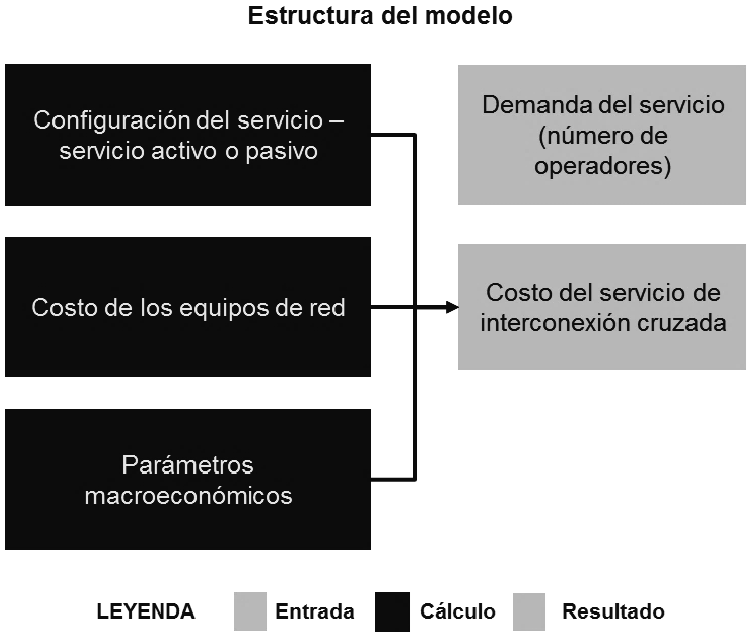 Estructura del modelo
Configuración del servicio –
servicio activo o pasivo
Demanda del servicio
(número de
operadores)
Costo de los equipos de red
Costo del servicio de
interconexión cruzada
Parámetros
macroeconómicos
LEYENDA Entrada Cálculo Resultado